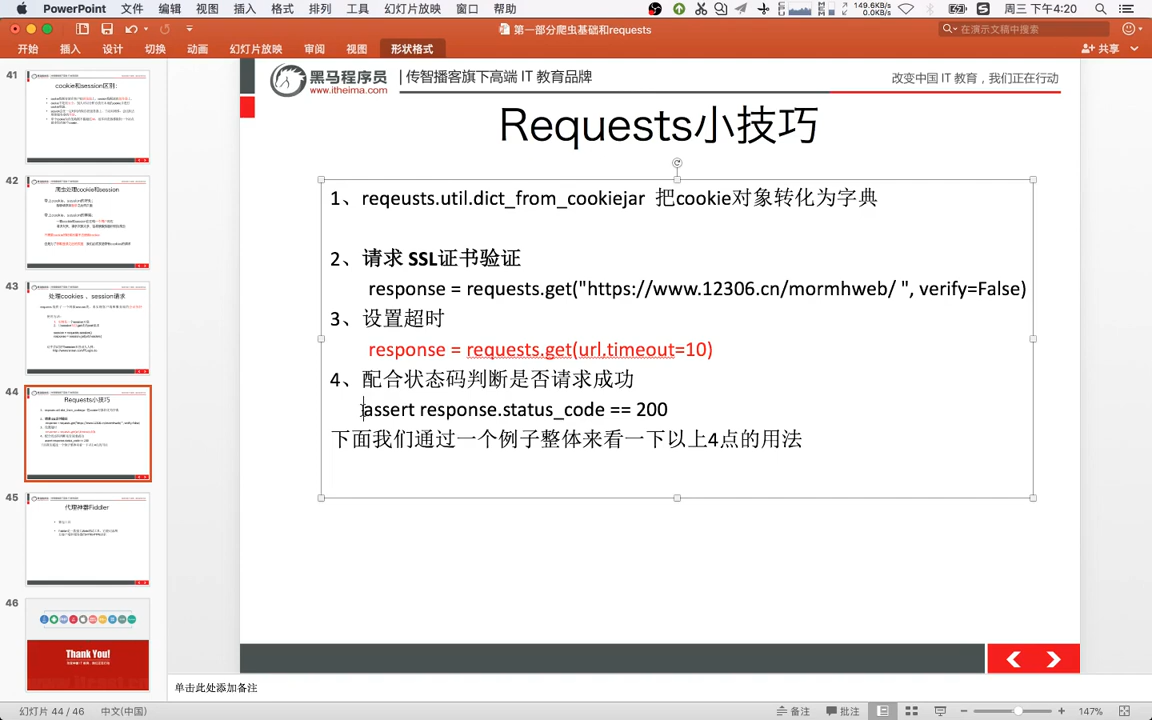 PowerPoint 文件 编辑 视图 插入 格式 排列 工具 幻灯片放映 窗口 帮助 149.6KB/s 0.0KB/s 周三 下午4:20
第一部分爬虫基础和requests
在演示文稿中搜索
开始 插入 设计 切换 动画 幻灯片放映 审阅 视图 形状格式 共享
41
cookie和session区别:
42
爬虫处理cookie和session
43
处理cookies 、session请求
44
Requests小技巧
45
代理神器Fiddler
46
Thank You!
黑马程序员 www.itheima.com | 传智播客旗下高端 IT 教育品牌
改变中国 IT 教育，我们正在行动
Requests小技巧
1、reqeusts.util.dict_from_cookiejar 把cookie对象转化为字典
2、请求 SSL证书验证
response = requests.get("https://www.12306.cn/mormhweb/ ", verify=False)
3、设置超时
response = requests.get(url,timeout=10)
4、配合状态码判断是否请求成功
assert response.status_code == 200
下面我们通过一个例子整体来看一下以上4点的用法
单击此处添加备注
幻灯片 44 / 46 中文(中国) 备注 批注 147%